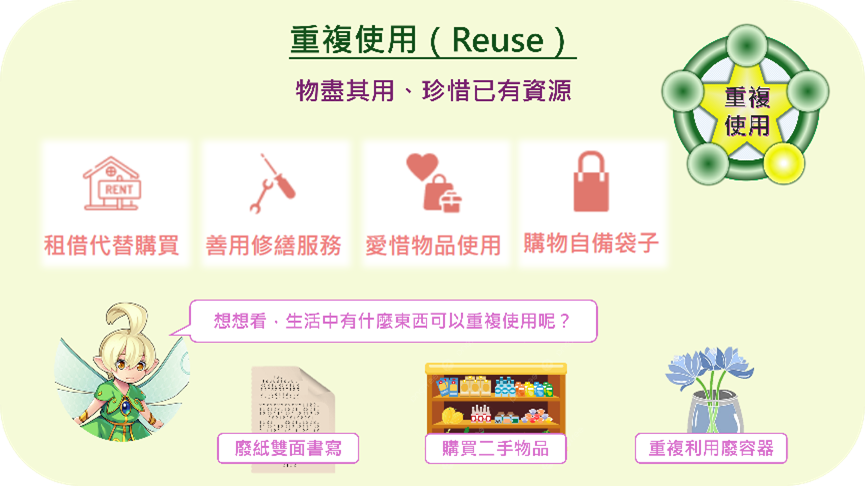 重複使用（Reuse）
物盡其用、珍惜已有資源
重複
使用
RENT
租借代替購買
善用修繕服務
愛惜物品使用
購物自備袋子
想想看，生活中有什麼東西可以重複使用呢？
廢紙雙面書寫
購買二手物品
重複利用廢容器